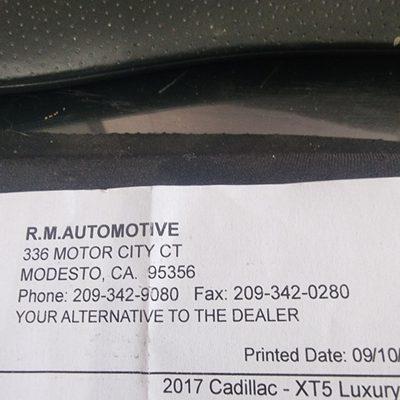 R.M.AUTOMOTIVE
336 MOTOR CITY CT
MODESTO, CA. 95356
Phone: 209-342-9080 Fax: 209-342-0280
YOUR ALTERNATIVE TO THE DEALER
Printed Date: 09/10/
2017 Cadillac - XT5 Luxury